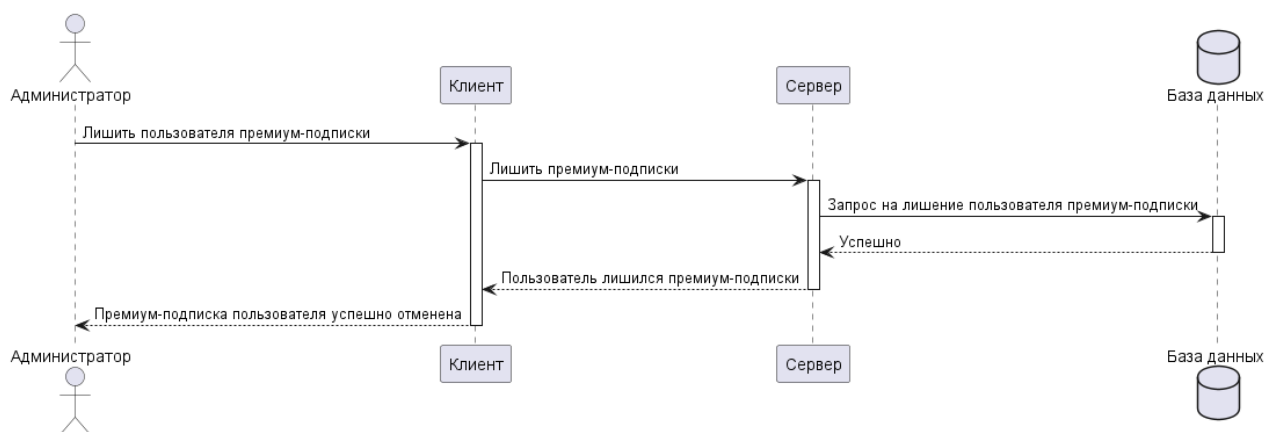 Администратор
Клиент
Сервер
База данных
Лишить пользователя премиум-подписки
Лишить премиум-подписки
Запрос на лишение пользователя премиум-подписки
Успешно
Пользователь лишился премиум-подписки
Премиум-подписка пользователя успешно отменена
Администратор
Клиент
Сервер
База данных